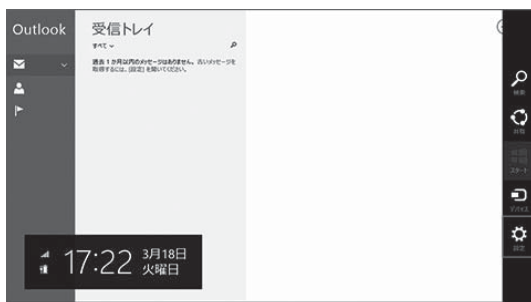 Outlook
受信トレイ
すべて
過去 1 か月以内のメッセージはありません。古いメッセージを
取得するには、[設定] を開いてください。
検索
共有
スタート
デバイス
設定
17:22
3月18日
火曜日